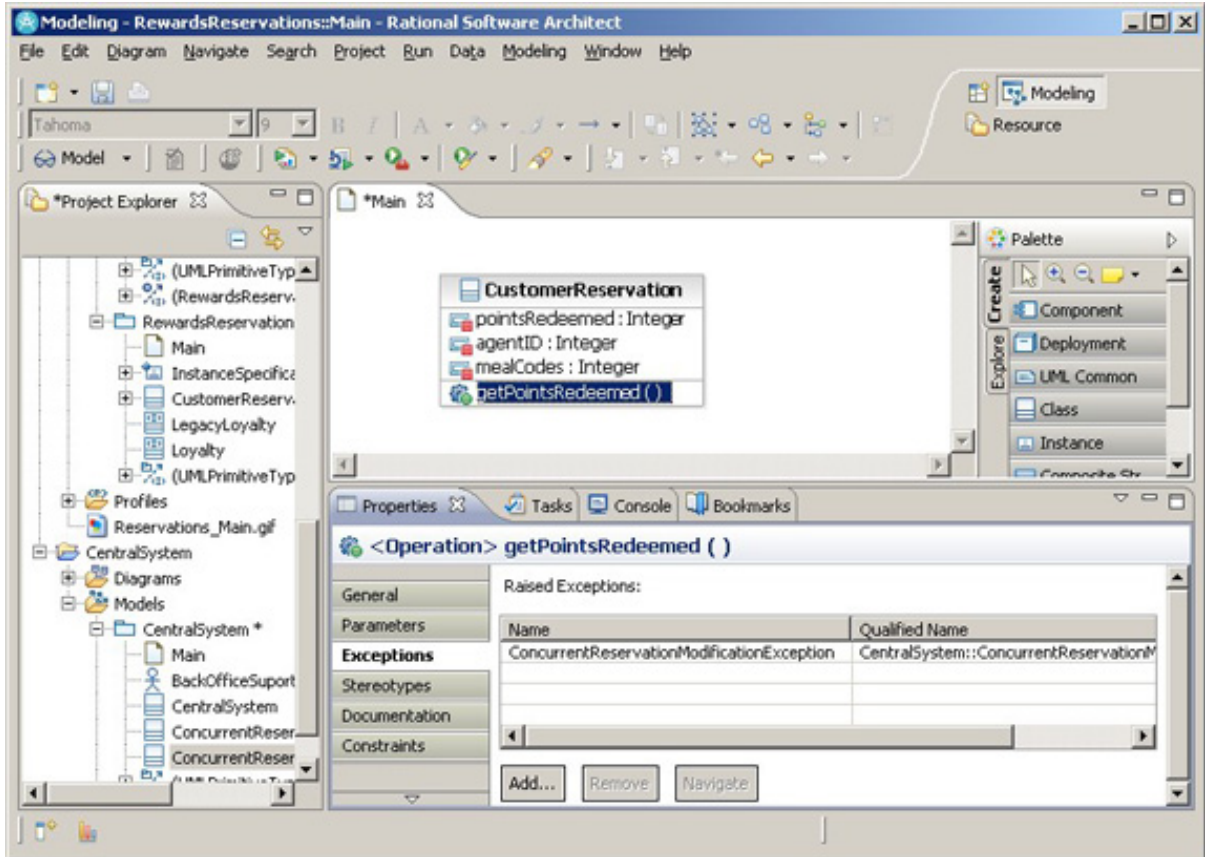 Modeling - RewardsReservations::Main - Rational Software Architect
File Edit Diagram Navigate Search Project Run Data Modeling Window Help
Modeling
Tahoma 9 B I A
Resource
Model
*Project Explorer
(UMLPrimitiveTyp
(RewardsReserv
RewardsReservation
Main
InstanceSpecifica
CustomerReserv
LegacyLoyalty
Loyalty
(UMLPrimitiveTyp
Profiles
Reservations_Main.gif
CentralSystem
Diagrams
Models
CentralSystem *
Main
BackOfficeSuport
CentralSystem
ConcurrentReser
ConcurrentReser
*Main
CustomerReservation
pointsRedeemed : Integer
agentID : Integer
mealCodes : Integer
getPointsRedeemed ( )
Palette
Create
Explore
Component
Deployment
UML Common
Class
Instance
Composite Str
Properties Tasks Console Bookmarks
<Operation> getPointsRedeemed ( )
General
Parameters
Exceptions
Stereotypes
Documentation
Constraints
Raised Exceptions:
Name Qualified Name
ConcurrentReservationModificationException CentralSystem::ConcurrentReservationM
Add... Remove Navigate